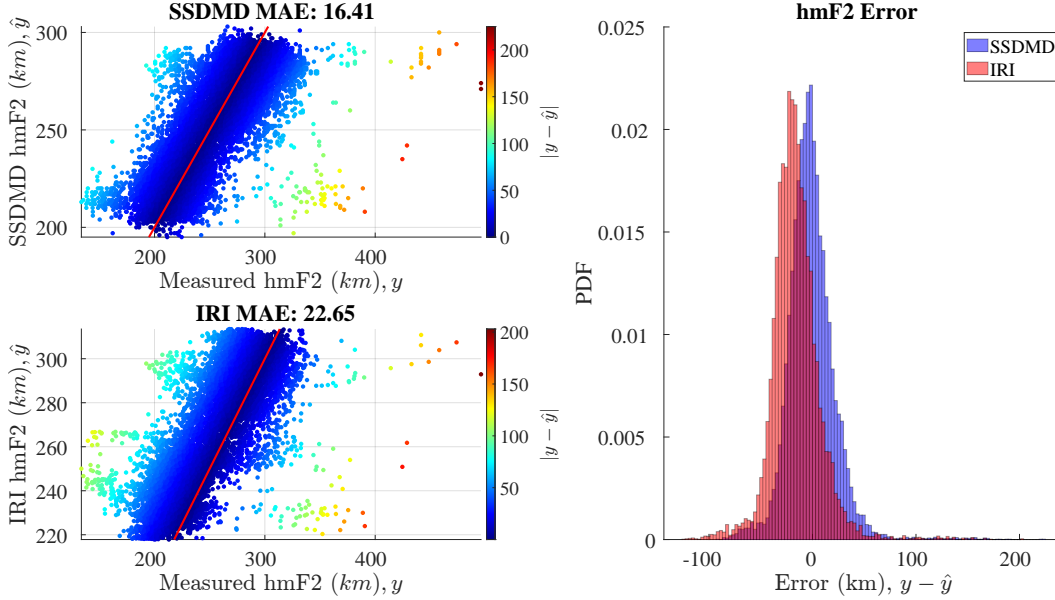 SSDMD MAE: 16.41
300
250
200
SSDMD hmF2 (km), ŷ
200
300
400
Measured hmF2 (km), y
200
150
100
50
0
|y − ŷ|
IRI MAE: 22.65
300
280
260
240
220
IRI hmF2 (km), ŷ
200
300
400
Measured hmF2 (km), y
200
150
100
50
|y − ŷ|
hmF2 Error
SSDMD
IRI
0.025
0.02
0.015
0.01
0.005
0
PDF
-100
0
100
200
Error (km), y − ŷ